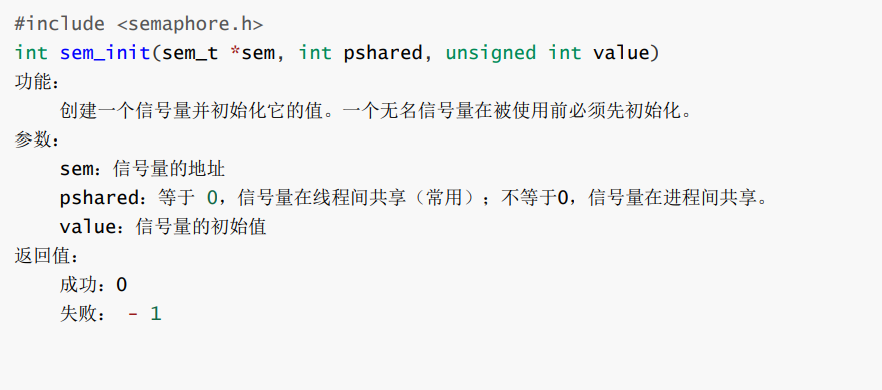 #include <semaphore.h>
int sem_init(sem_t *sem, int pshared, unsigned int value)
功能：
创建一个信号量并初始化它的值。一个无名信号量在被使用前必须先初始化。
参数：
sem：信号量的地址
pshared：等于 0，信号量在线程间共享（常用）；不等于0，信号量在进程间共享。
value：信号量的初始值
返回值：
成功：0
失败： - 1